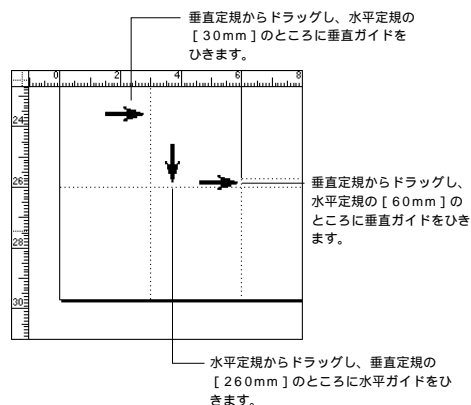 垂直定規からドラッグし、水平定規の
［30mm］のところに垂直ガイドを
ひきます。
0 2 4 6 8
24
26
28
30
垂直定規からドラッグし、
水平定規の［60mm］の
ところに垂直ガイドをひき
ます。
水平定規からドラッグし、垂直定規の
［260mm］のところに水平ガイドをひ
きます。